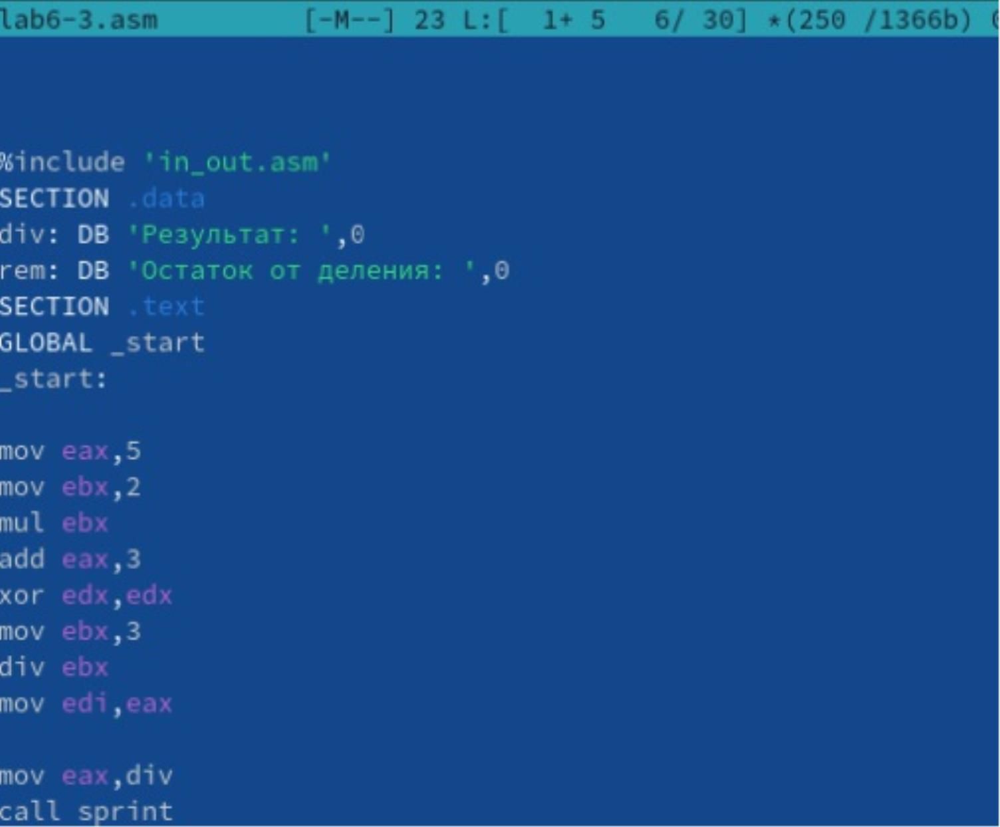 lab6-3.asm [-M--] 23 L:[ 1+ 5 6/ 30] *(250 /1366b)
%include 'in_out.asm'
SECTION .data
div: DB 'Результат: ',0
rem: DB 'Остаток от деления: ',0
SECTION .text
GLOBAL _start
_start:
mov eax,5
mov ebx,2
mul ebx
add eax,3
xor edx,edx
mov ebx,3
div ebx
mov edi,eax
mov eax,div
call sprint